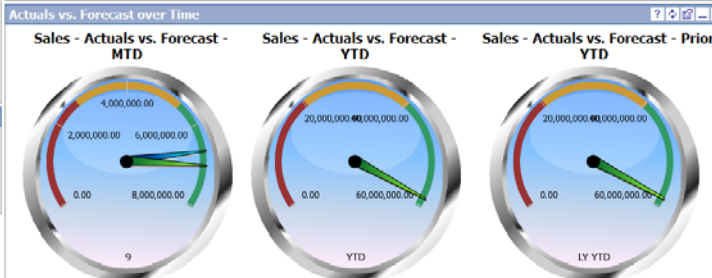 Actuals vs. Forecast over Time
Sales - Actuals vs. Forecast -
MTD
4,000,000.00
2,000,000.00 6,000,000.00
0.00 8,000,000.00
9
Sales - Actuals vs. Forecast -
YTD
20,000,000.00 40,000,000.00
0.00 60,000,000.00
YTD
Sales - Actuals vs. Forecast - Prior
YTD
20,000,000.00 40,000,000.00
0.00 60,000,000.00
LY YTD